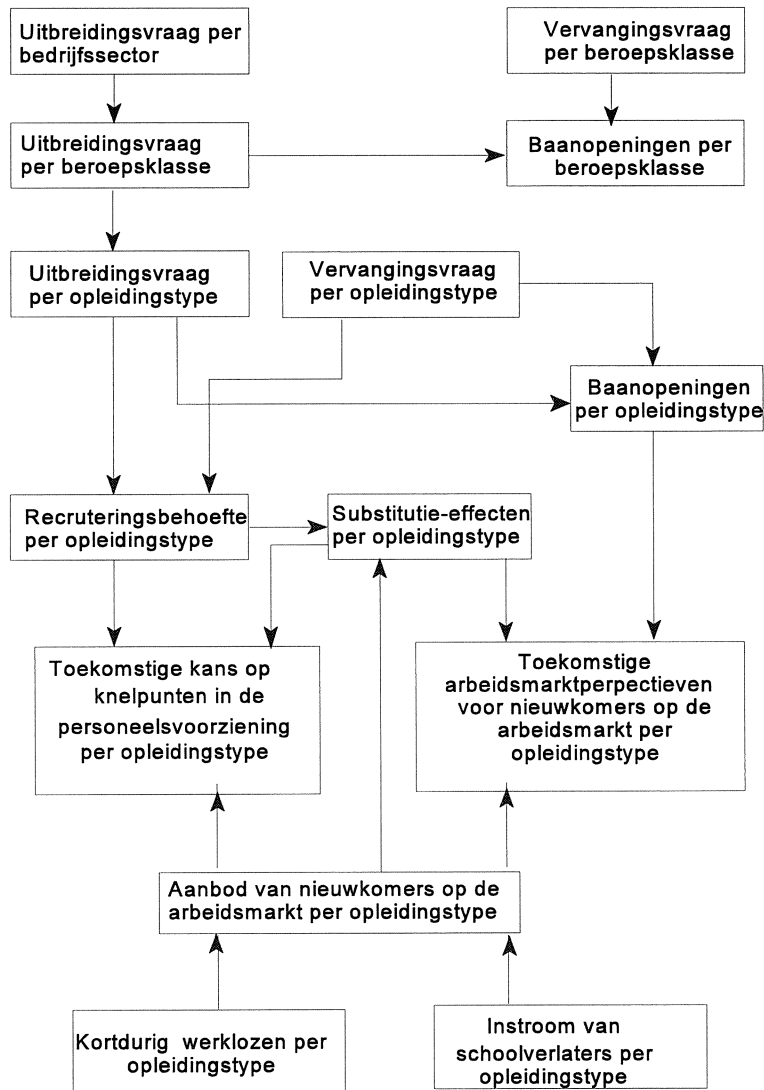 Uitbreidingsvraag per
bedrijfssector
Vervangingsvraag
per beroepsklasse
Uitbreidingsvraag
per beroepsklasse
Baanopeningen per
beroepsklasse
Uitbreidingsvraag
per opleidingstype
Vervangingsvraag
per opleidingstype
Baanopeningen
per opleidingstype
Recruteringsbehoefte
per opleidingstype
Substitutie-effecten
per opleidingstype
Toekomstige kans op
knelpunten in de
personeelsvoorziening
per opleidingstype
Toekomstige
arbeidsmarktperpectieven
voor nieuwkomers op de
arbeidsmarkt per
opleidingstype
Aanbod van nieuwkomers op de
arbeidsmarkt per opleidingstype
Kortdurig werklozen per
opleidingstype
Instroom van
schoolverlaters per
opleidingstype